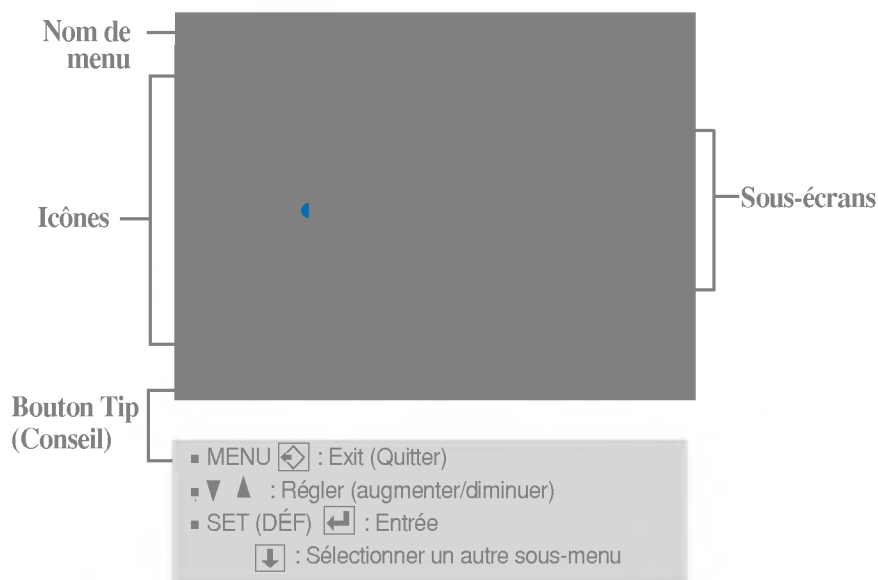 Nom de
menu
Icônes
Sous-écrans
Bouton Tip
(Conseil)
MENU : Exit (Quitter)
▼ ▲ : Régler (augmenter/diminuer)
SET (DÉF) : Entrée
: Sélectionner un autre sous-menu